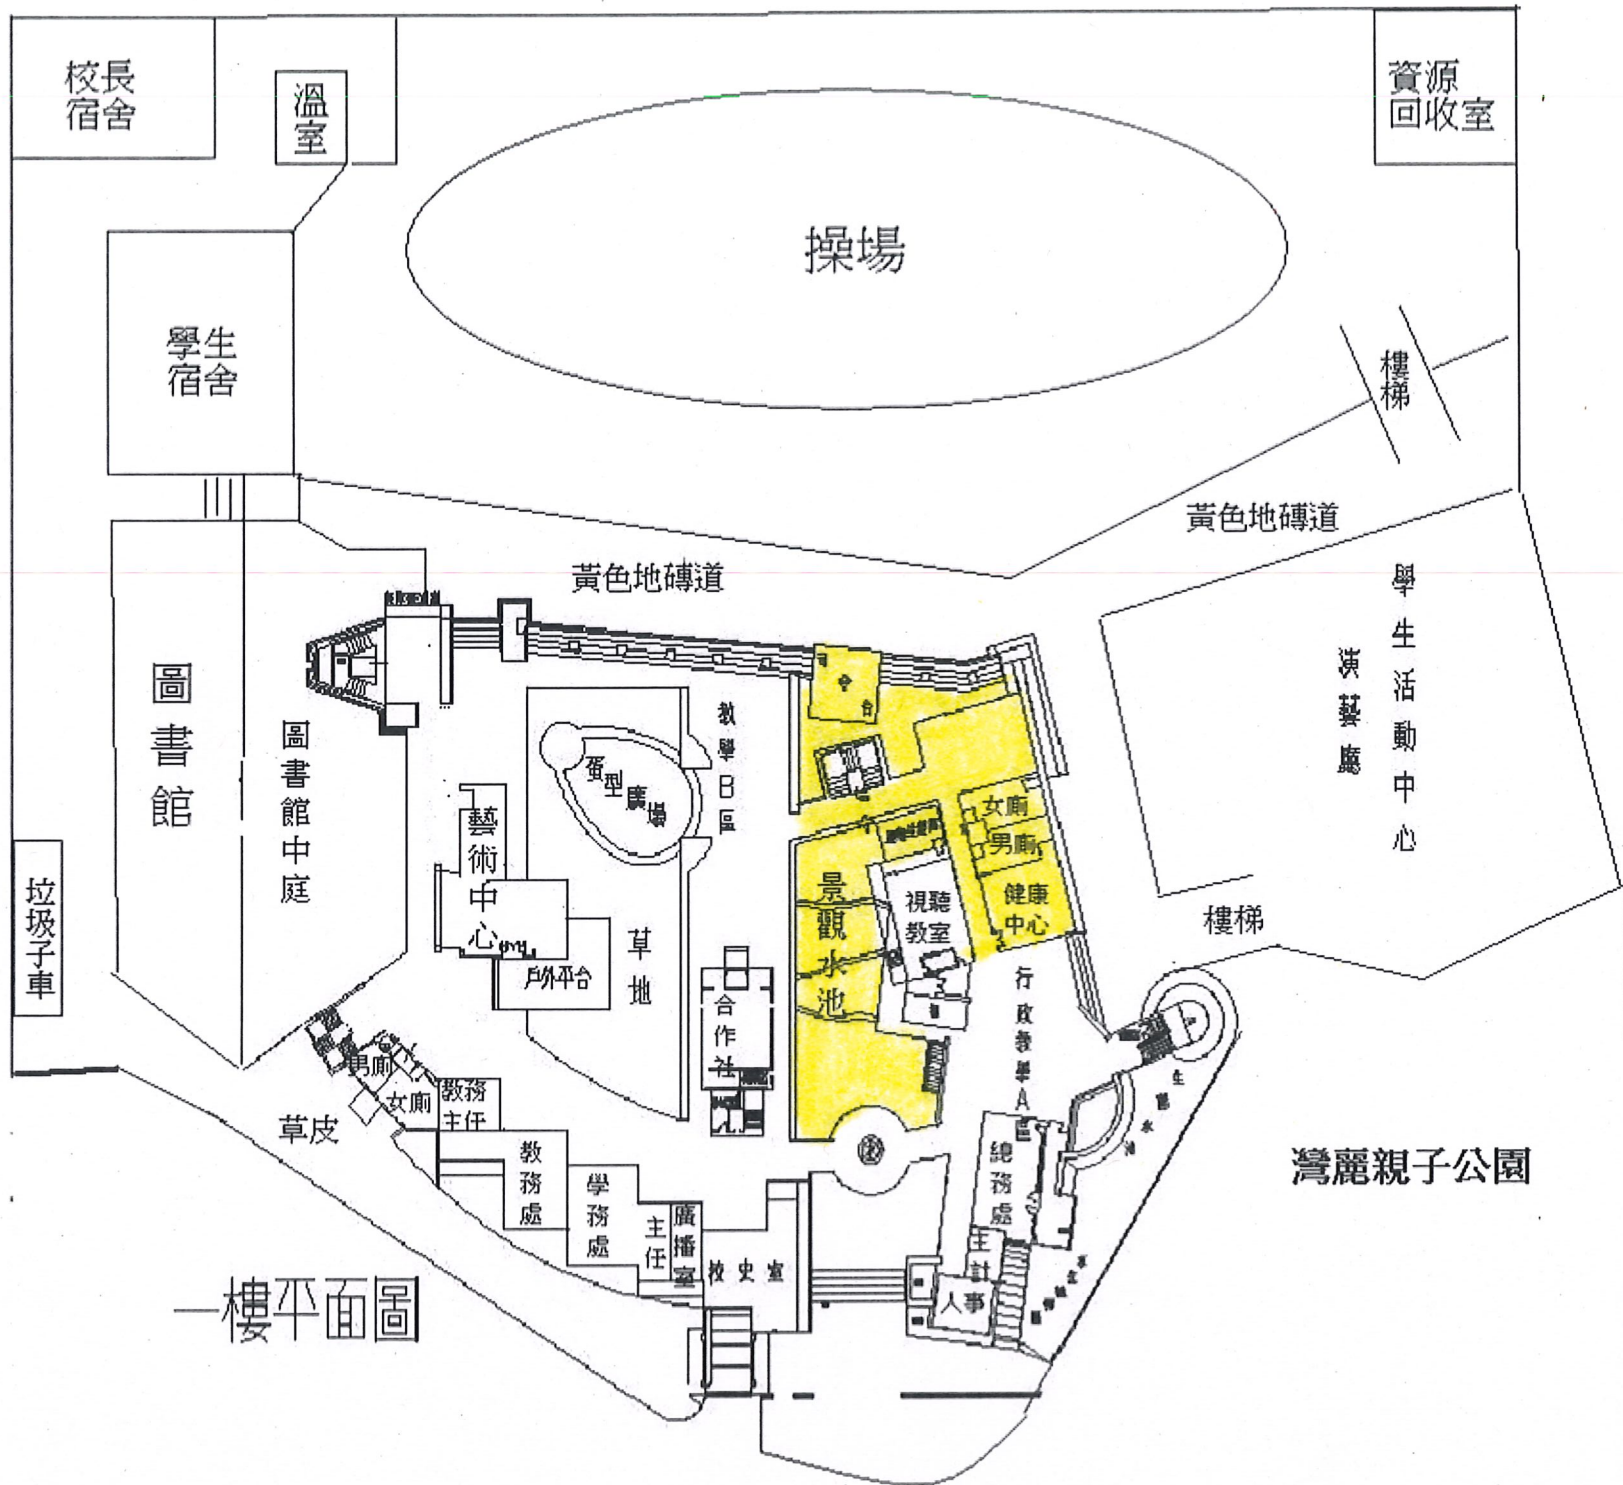 校長
宿舍
溫室
資源
回收室
操場
學生
宿舍
樓梯
黃色地磚道
黃色地磚道
學生活動中心
演藝廳
圖書館
圖書館中庭
教學B區
蛋型廣場
藝術中心
草地
戶外平台
合作社
女廁
男廁
健康
中心
視聽
教室
景觀水池
樓梯
垃圾子車
行政教學A區
男廁
女廁
教務
主任
草皮
教務處
學務處
主任
廣播室
校史室
總務處
主計
人事
灣麗親子公園
一樓平面圖